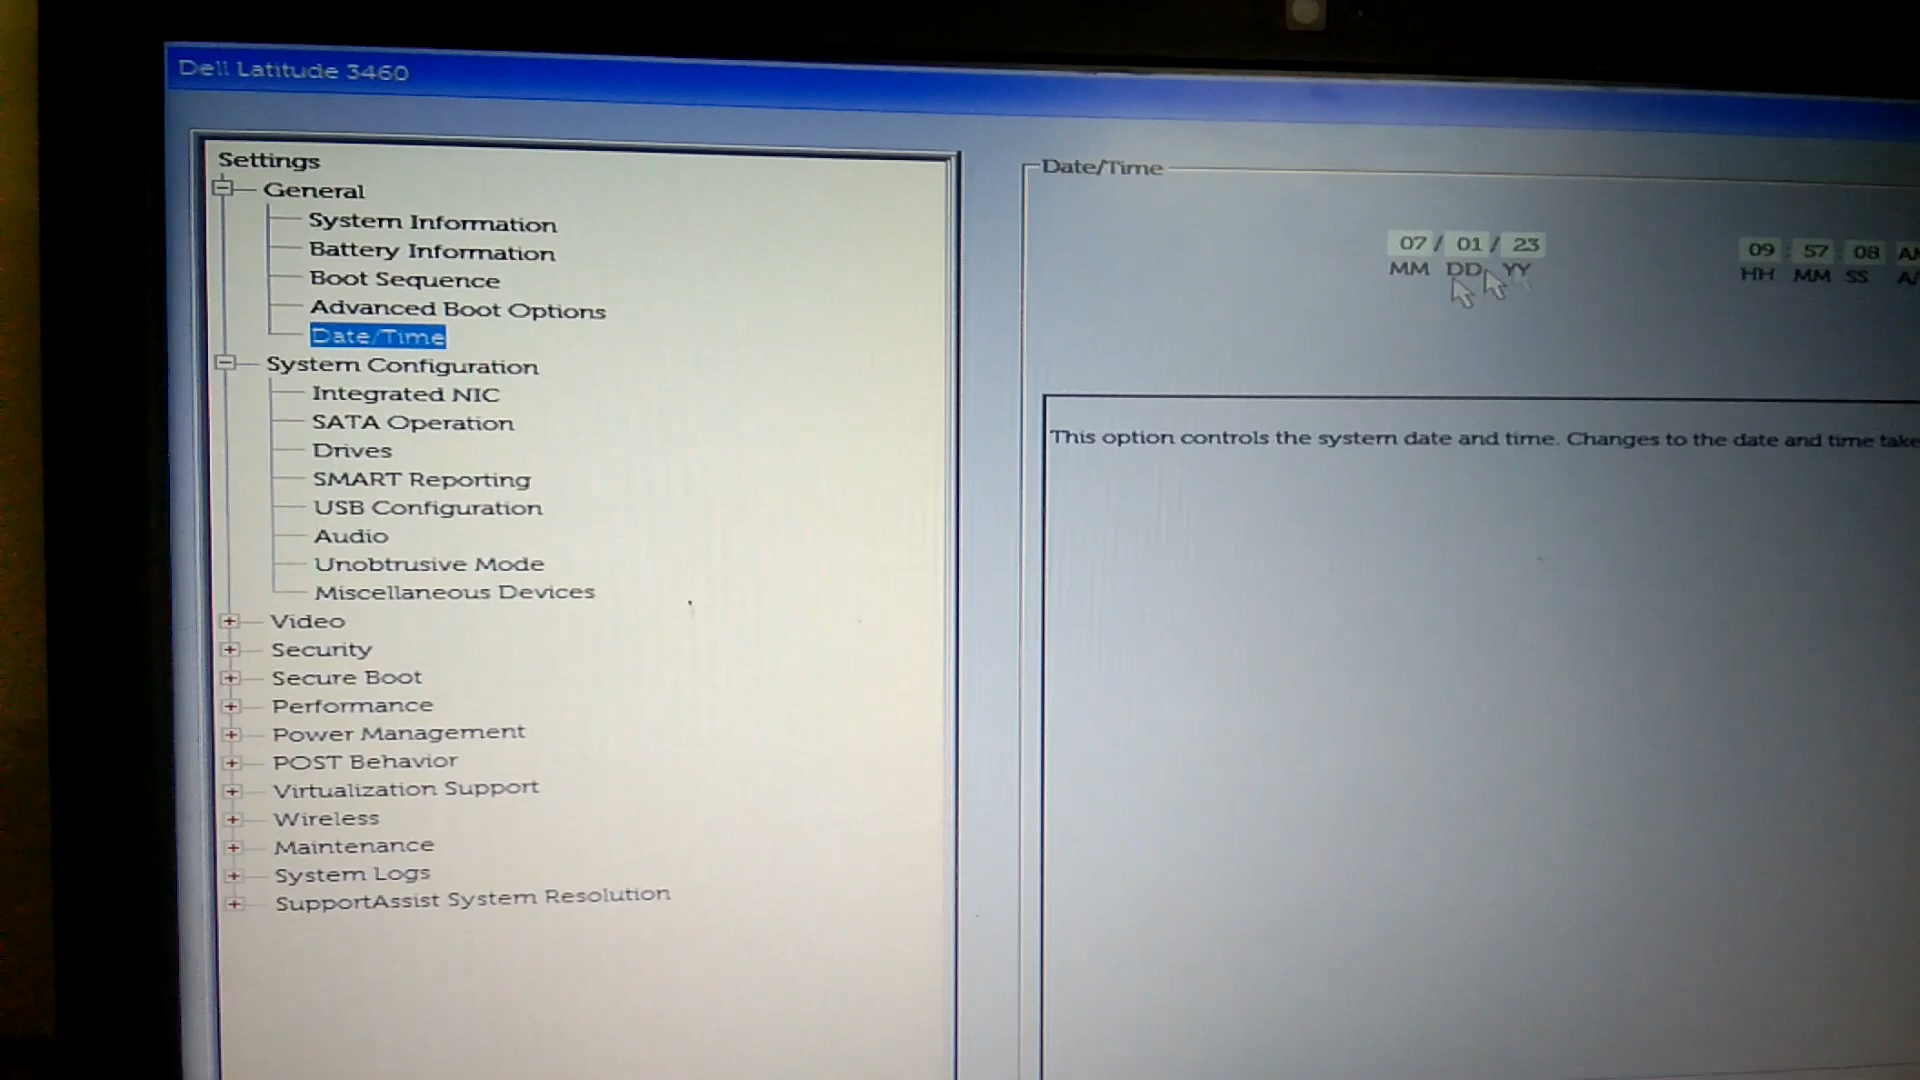 Dell Latitude 3460
Settings
General
System Information
Battery Information
Boot Sequence
Advanced Boot Options
Date/Time
System Configuration
Integrated NIC
SATA Operation
Drives
SMART Reporting
USB Configuration
Audio
Unobtrusive Mode
Miscellaneous Devices
Video
Security
Secure Boot
Performance
Power Management
POST Behavior
Virtualization Support
Wireless
Maintenance
System Logs
SupportAssist System Resolution
Date/Time
07 / 01 / 23 09 : 57 : 08
MM DD YY HH MM SS
This option controls the system date and time. Changes to the date and time take